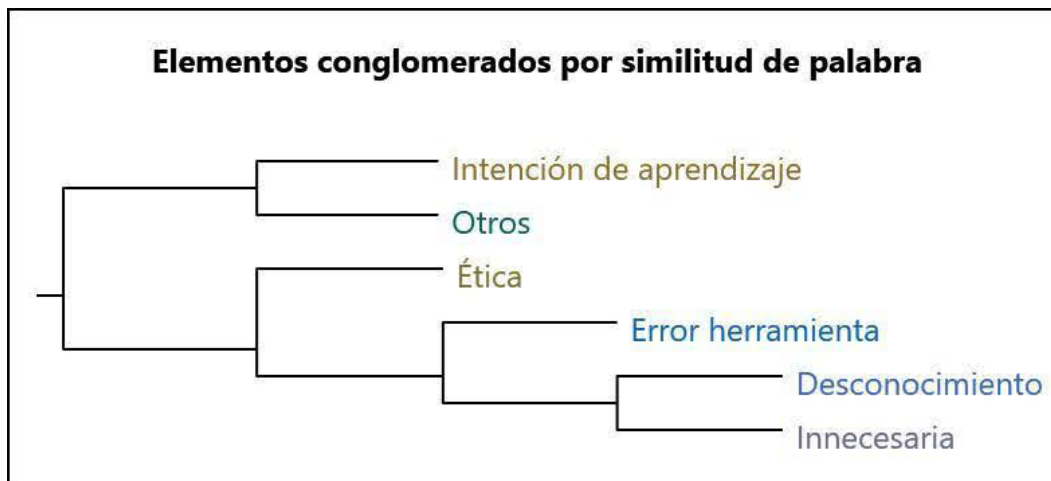 Elementos conglomerados por similitud de palabra
Intención de aprendizaje
Otros
Ética
Error herramienta
Desconocimiento
Innecesaria